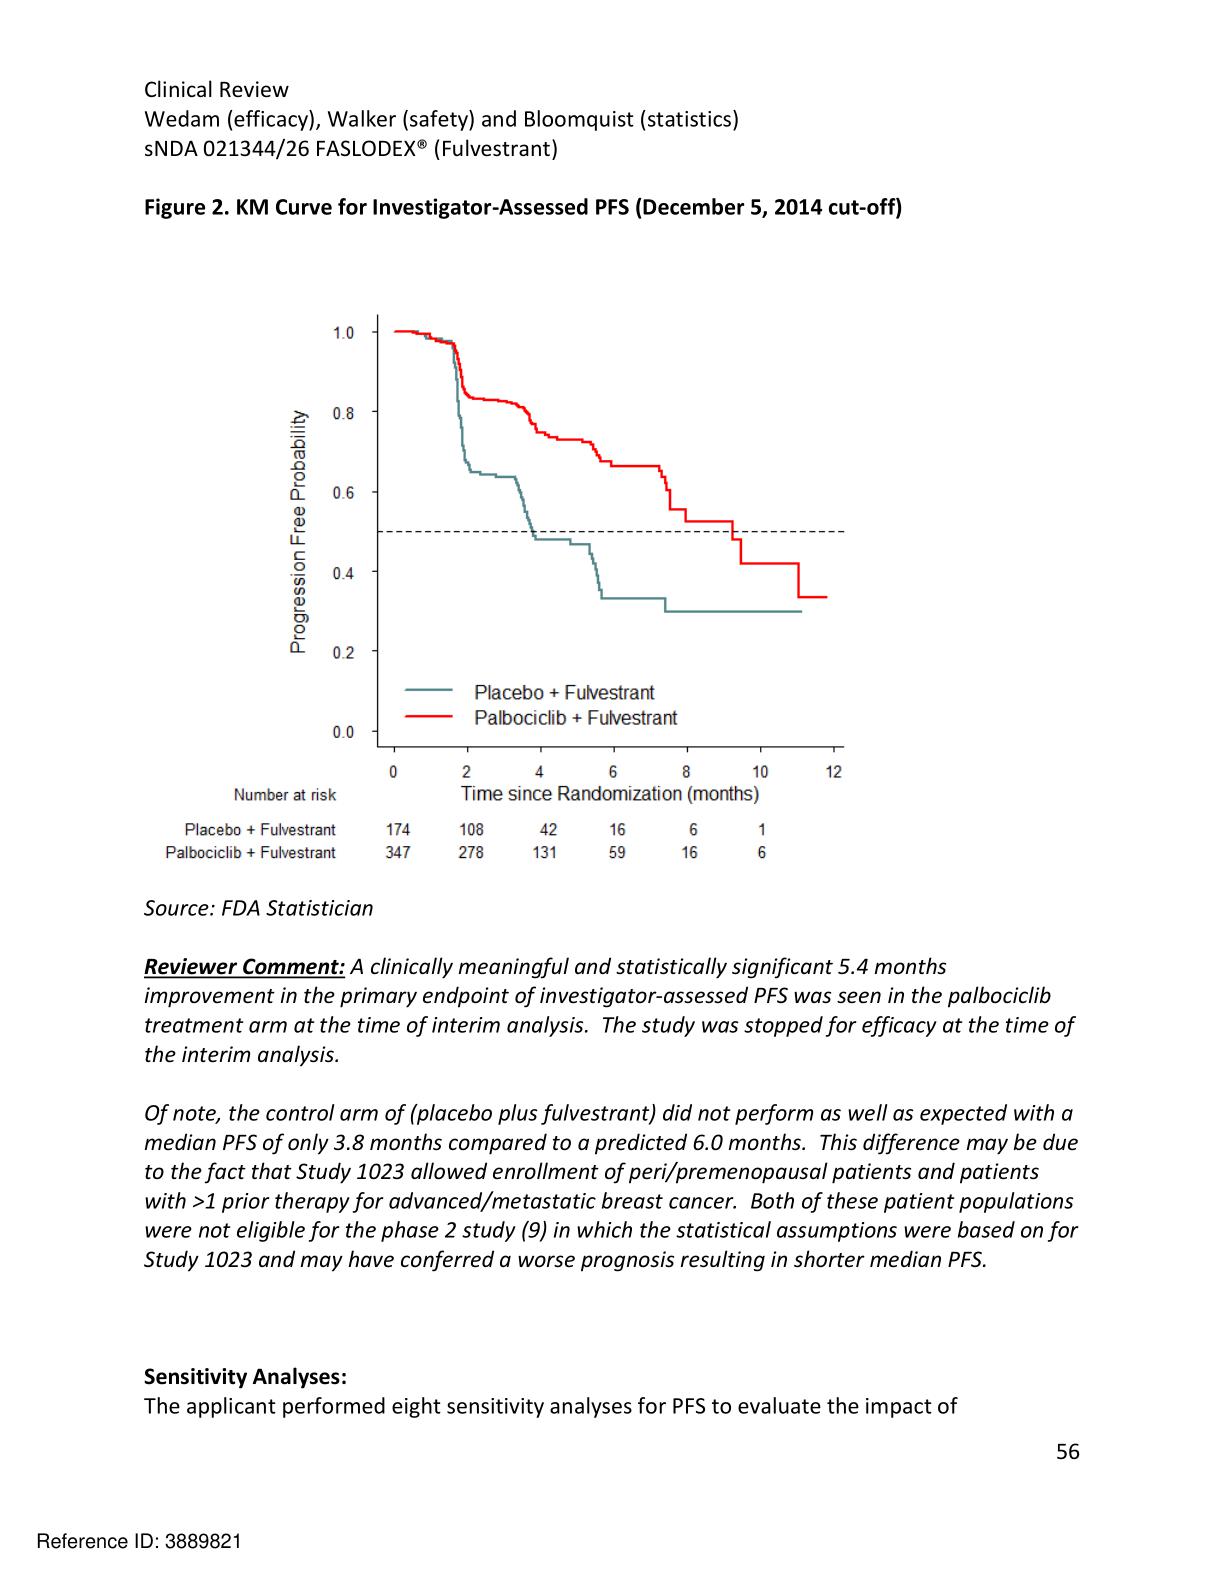 Clinical Review
Wedam (efficacy), Walker (safety) and Bloomquist (statistics)
sNDA 021344/26 FASLODEX® (Fulvestrant)
Figure 2. KM Curve for Investigator-Assessed PFS (December 5, 2014 cut-off)
1.0
0.8
0.6
0.4
0.2
0.0
Progression Free Probability
Placebo + Fulvestrant
Palbociclib + Fulvestrant
0 2 4 6 8 10 12
Number at risk Time since Randomization (months)
Placebo + Fulvestrant 174 108 42 16 6 1
Palbociclib + Fulvestrant 347 278 131 59 16 6
Source: FDA Statistician
Reviewer Comment: A clinically meaningful and statistically significant 5.4 months
improvement in the primary endpoint of investigator-assessed PFS was seen in the palbociclib
treatment arm at the time of interim analysis. The study was stopped for efficacy at the time of
the interim analysis.
Of note, the control arm of (placebo plus fulvestrant) did not perform as well as expected with a
median PFS of only 3.8 months compared to a predicted 6.0 months. This difference may be due
to the fact that Study 1023 allowed enrollment of peri/premenopausal patients and patients
with >1 prior therapy for advanced/metastatic breast cancer. Both of these patient populations
were not eligible for the phase 2 study (9) in which the statistical assumptions were based on for
Study 1023 and may have conferred a worse prognosis resulting in shorter median PFS.
Sensitivity Analyses:
The applicant performed eight sensitivity analyses for PFS to evaluate the impact of
56
Reference ID: 3889821